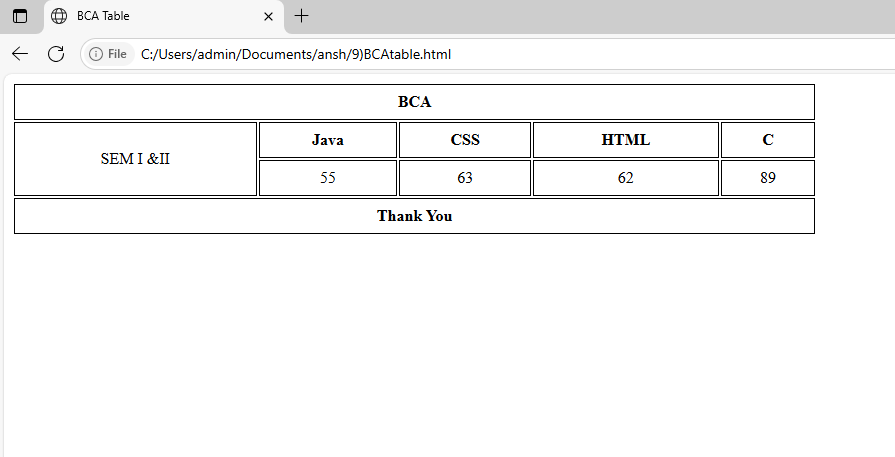 BCA Table
File C:/Users/admin/Documents/ansh/9)BCAtable.html
BCA
SEM I &II
Java CSS HTML C
55 63 62 89
Thank You